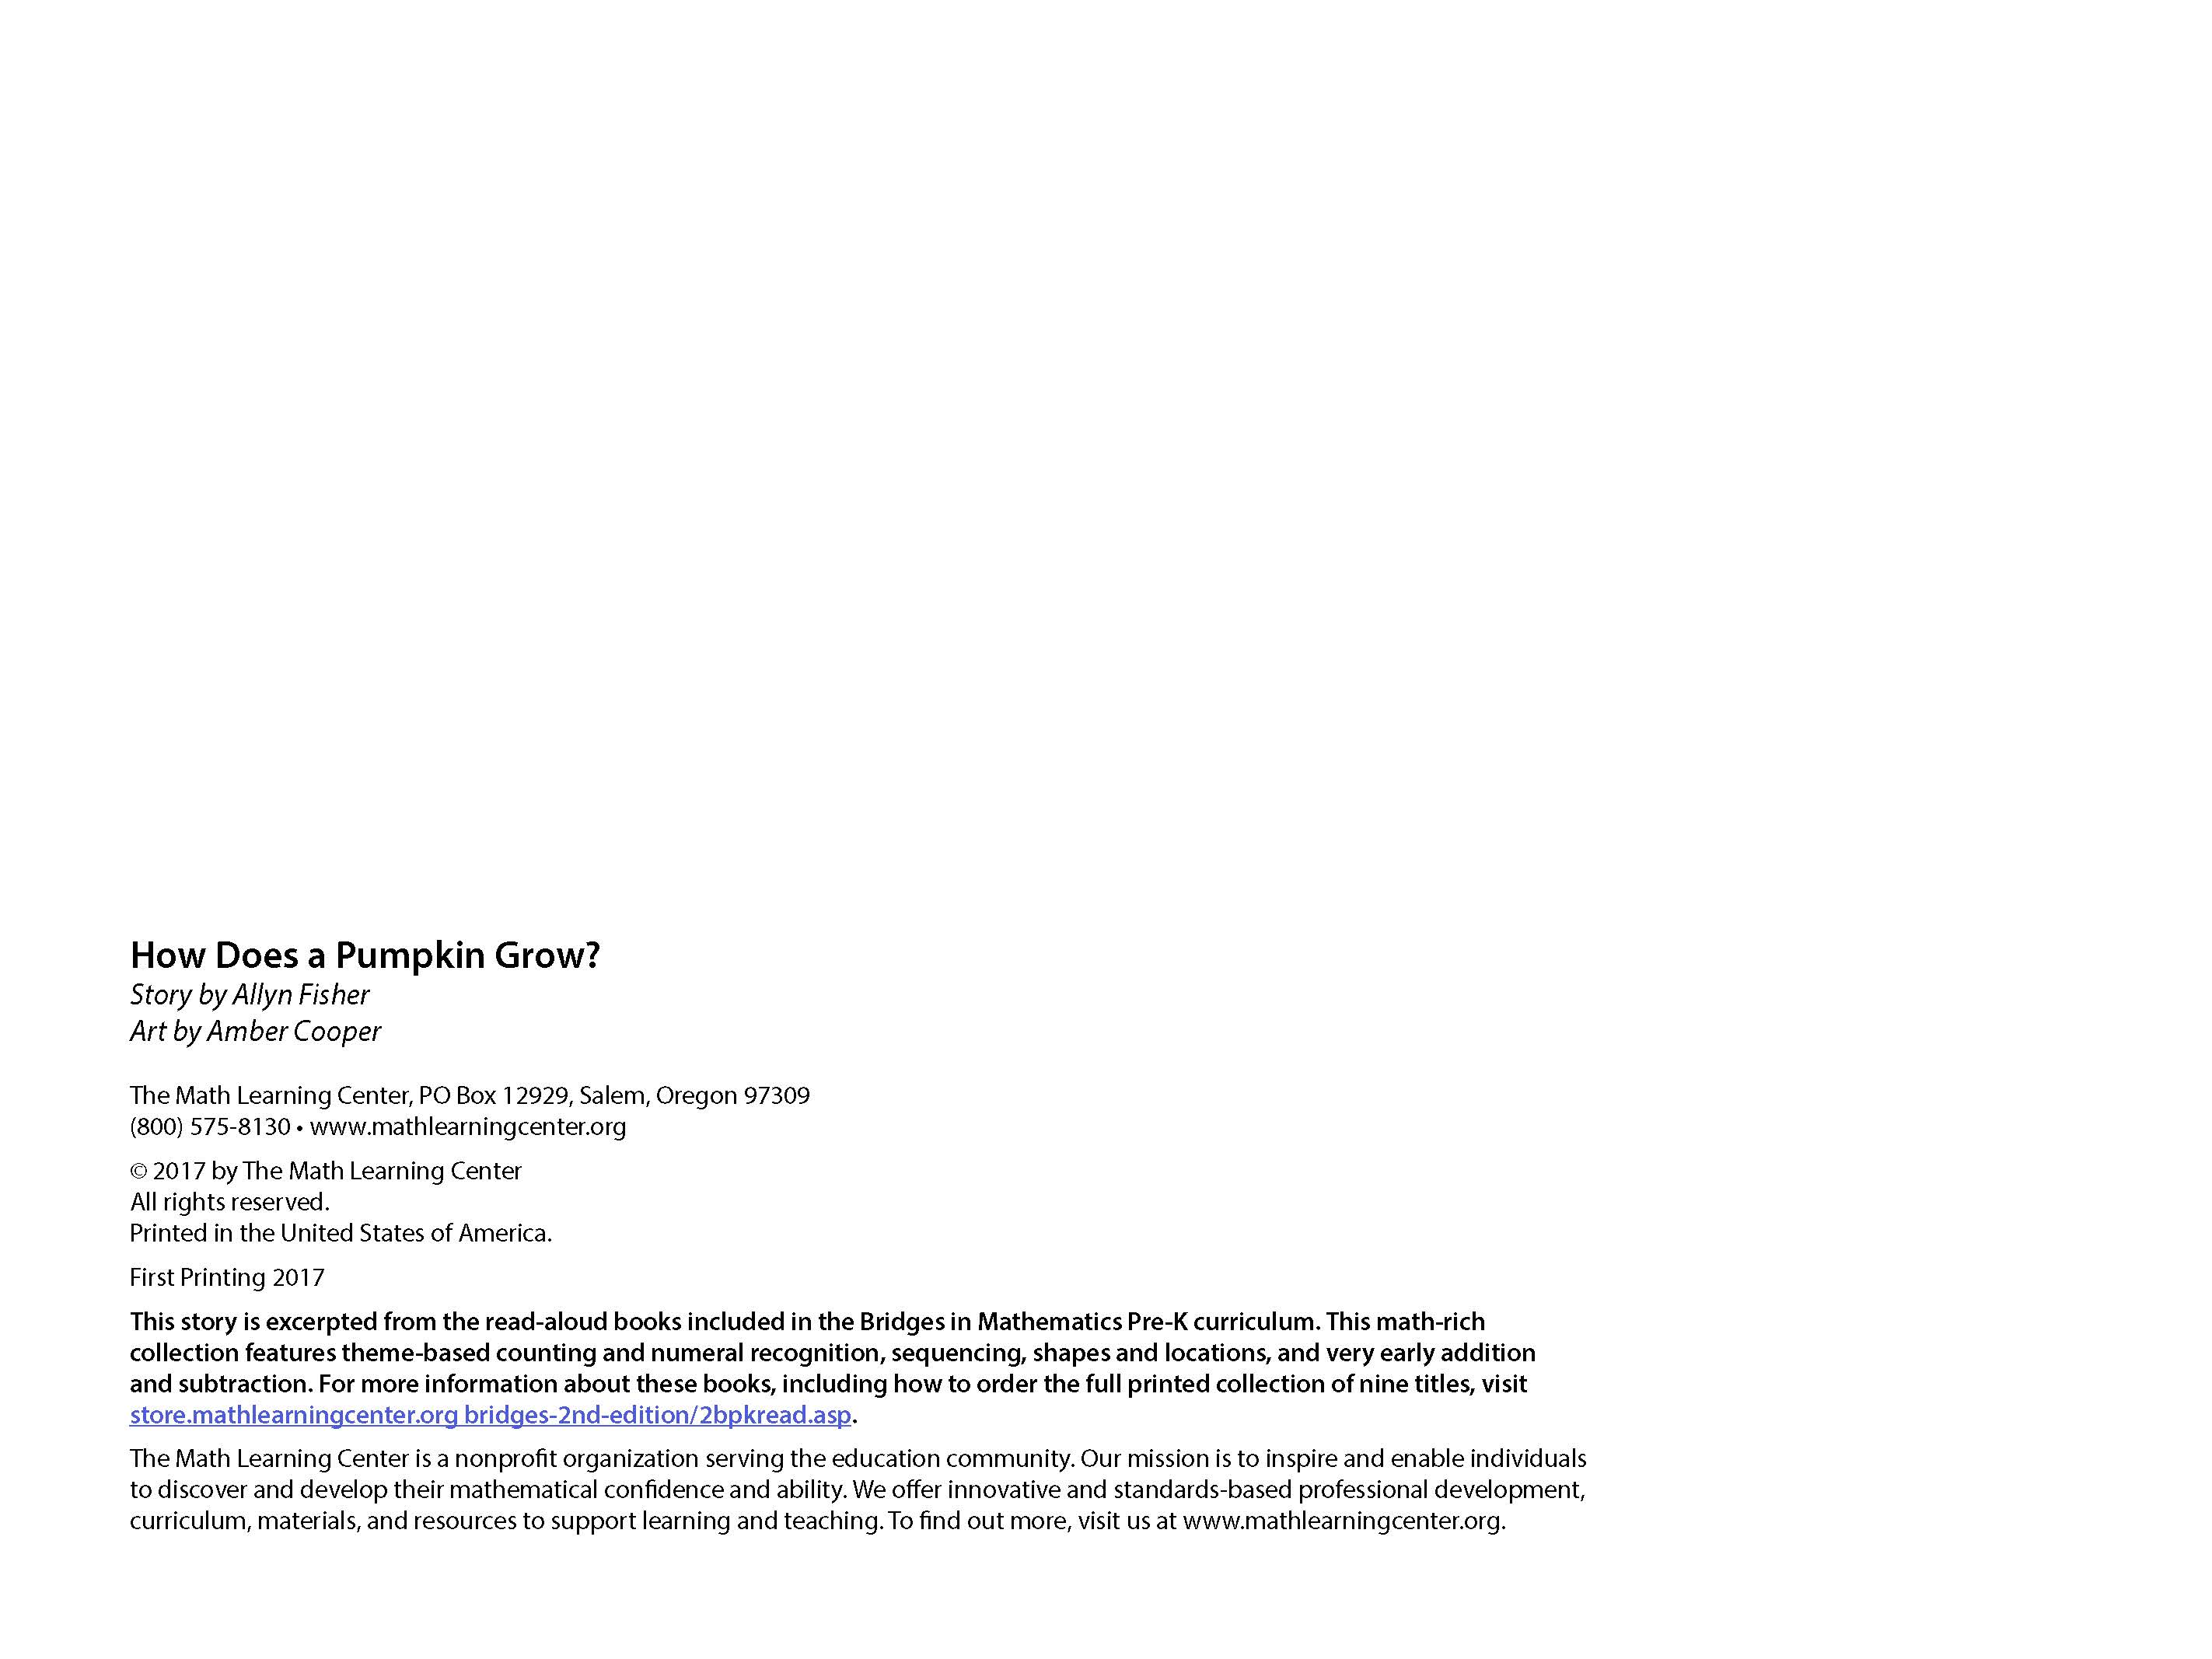 How Does a Pumpkin Grow?
Story by Allyn Fisher
Art by Amber Cooper
The Math Learning Center, PO Box 12929, Salem, Oregon 97309
(800) 575-8130 • www.mathlearningcenter.org
© 2017 by The Math Learning Center
All rights reserved.
Printed in the United States of America.
First Printing 2017
This story is excerpted from the read-aloud books included in the Bridges in Mathematics Pre-K curriculum. This math-rich
collection features theme-based counting and numeral recognition, sequencing, shapes and locations, and very early addition
and subtraction. For more information about these books, including how to order the full printed collection of nine titles, visit
store.mathlearningcenter.org bridges-2nd-edition/2bpkread.asp.
The Math Learning Center is a nonprofit organization serving the education community. Our mission is to inspire and enable individuals
to discover and develop their mathematical confidence and ability. We offer innovative and standards-based professional development,
curriculum, materials, and resources to support learning and teaching. To find out more, visit us at www.mathlearningcenter.org.